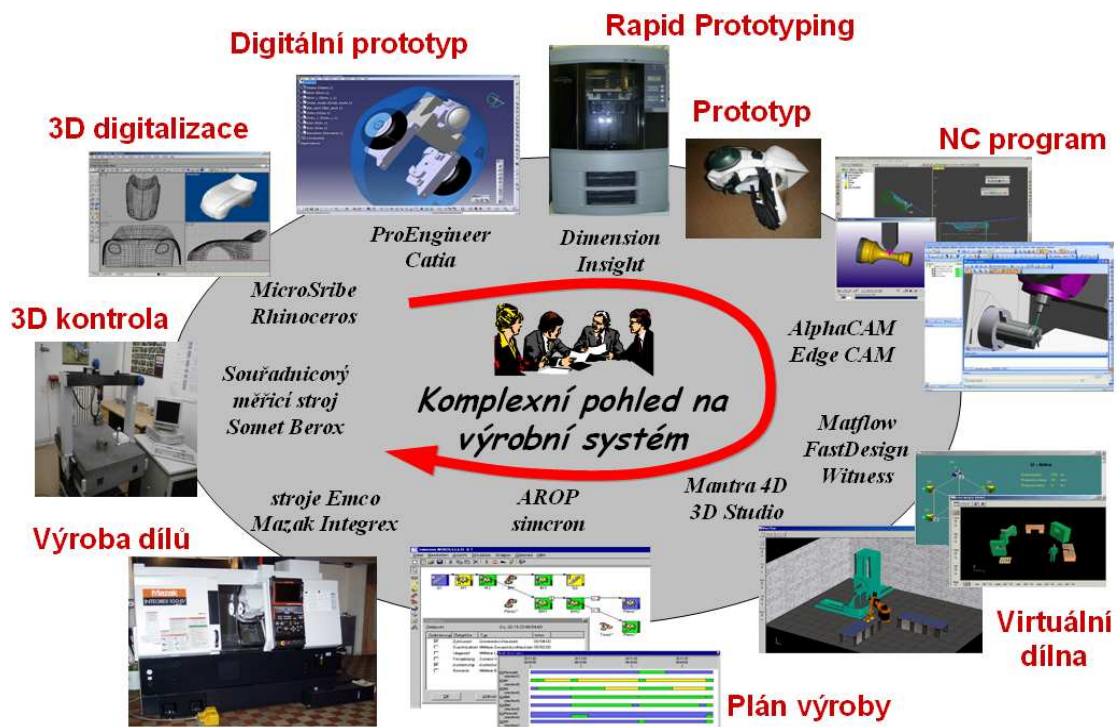 Digitální prototyp
Rapid Prototyping
3D digitalizace
Prototyp
NC program
ProEngineer
Catia
Dimension
Insight
MicroSribe
Rhinoceros
3D kontrola
AlphaCAM
Edge CAM
Souřadnicový
měřicí stroj
Somet Berox
Komplexní pohled na
výrobní systém
Matflow
FastDesign
Witness
Mantra 4D
3D Studio
stroje Emco
Mazak Integrex
AROP
simcron
Výroba dílů
Mazak
Virtuální
dílna
Plán výroby